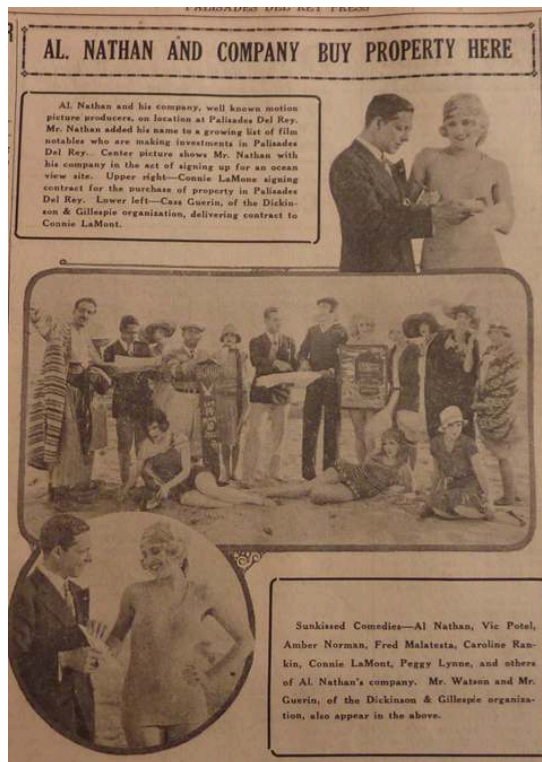 PALISADES DEL REY PRESS
AL. NATHAN AND COMPANY BUY PROPERTY HERE
Al. Nathan and his company, well known motion
picture producers, on location at Palisades Del Rey.
Mr. Nathan added his name to a growing list of film
notables who are making investments in Palisades
Del Rey... Center picture shows Mr. Nathan with
his company in the act of signing up for an ocean
view site. Upper right—Connie LaMone signing
contract for the purchase of property in Palisades
Del Rey. Lower left—Cass Guerin, of the Dickin-
son & Gillespie organization, delivering contract to
Connie LaMont.
Sunkissed Comedies—Al Nathan, Vic Potel,
Amber Norman, Fred Malatesta, Caroline Ran-
kin, Connie LaMont, Peggy Lynne, and others
of Al. Nathan's company. Mr. Watson and Mr.
Guerin, of the Dickinson & Gillespie organiza-
tion, also appear in the above.